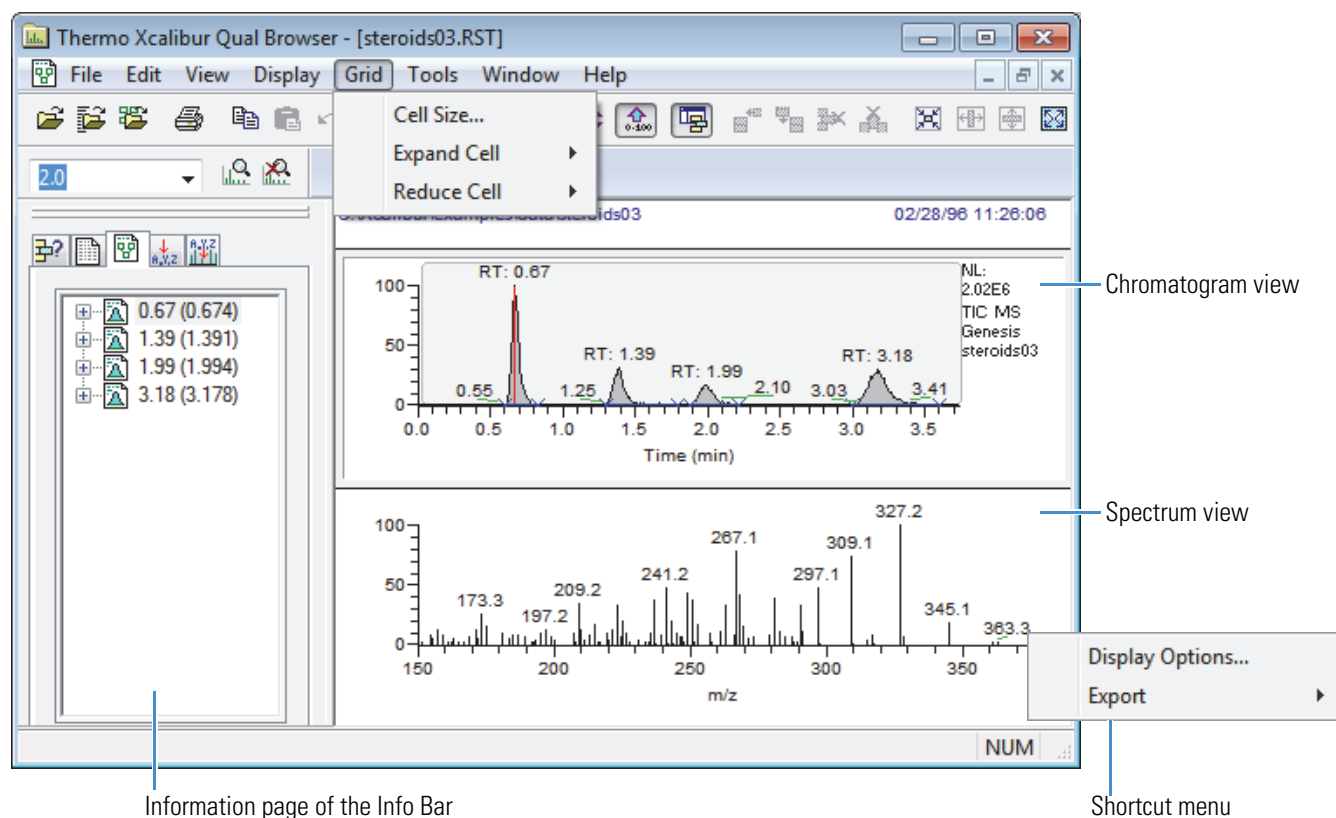 Thermo Xcalibur Qual Browser - [steroids03.RST]
File Edit View Display Grid Tools Window Help
Cell Size...
Expand Cell
Reduce Cell
0-100
2.0
02/28/96 11:26:06
A,Y,Z
A,Y,Z
0.67 (0.674)
1.39 (1.391)
1.99 (1.994)
3.18 (3.178)
RT: 0.67
RT: 1.39
RT: 1.99
RT: 3.18
0.55
1.25
2.10
3.03
3.41
100
50
0
0.0 0.5 1.0 1.5 2.0 2.5 3.0 3.5
Time (min)
NL:
2.02E6
TIC MS
Genesis
steroids03
Chromatogram view
Spectrum view
100
50
0
173.3
197.2
209.2
241.2
267.1
297.1
309.1
327.2
345.1
363.3
150 200 250 300 350
m/z
Display Options...
Export
NUM
Information page of the Info Bar
Shortcut menu